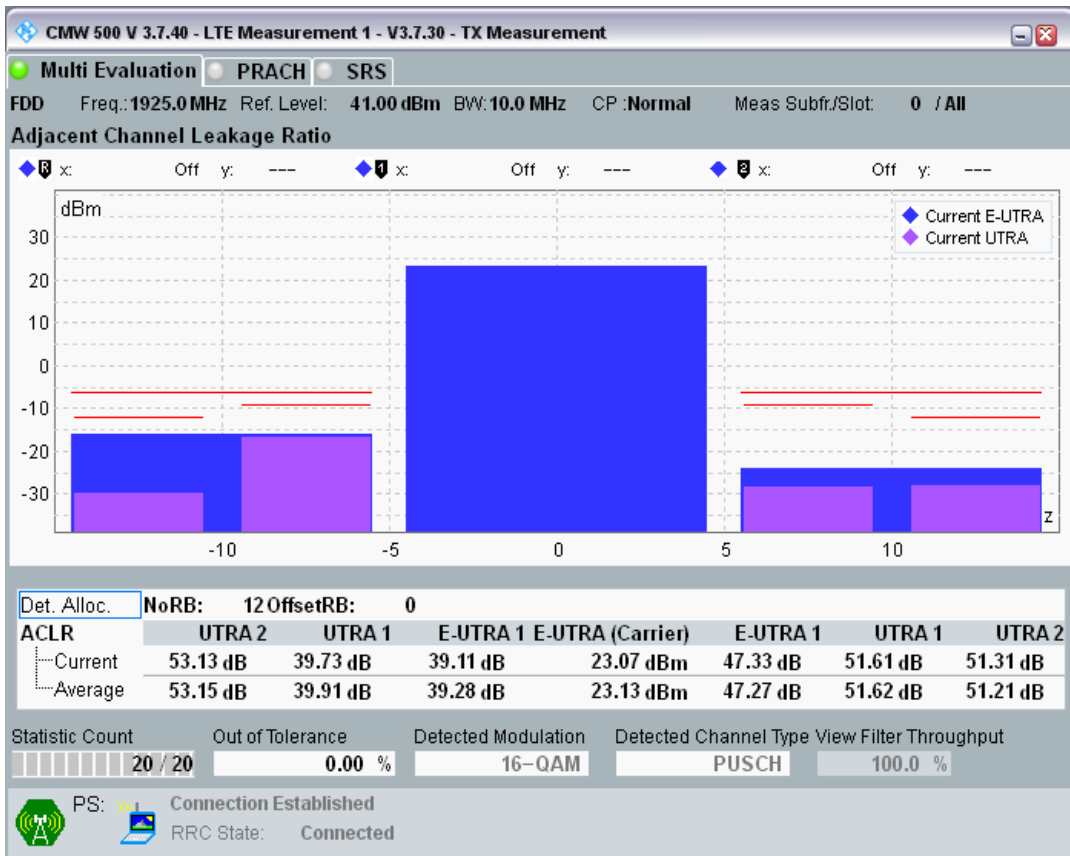 CMW 500 V 3.7.40 - LTE Measurement 1 - V3.7.30 - TX Measurement
Multi Evaluation PRACH SRS
FDD Freq.:1925.0 MHz Ref. Level: 41.00 dBm BW:10.0 MHz CP :Normal Meas Subfr./Slot: 0 / All
Adjacent Channel Leakage Ratio
R x: Off y: --- 1 x: Off y: --- 2 x: Off y: ---
dBm
Current E-UTRA
Current UTRA
30
20
10
0
-10
-20
-30
z
-10 -5 0 5 10
Det. Alloc. NoRB: 12 OffsetRB: 0
ACLR UTRA 2 UTRA 1 E-UTRA 1 E-UTRA (Carrier) E-UTRA 1 UTRA 1 UTRA 2
Current 53.13 dB 39.73 dB 39.11 dB 23.07 dBm 47.33 dB 51.61 dB 51.31 dB
Average 53.15 dB 39.91 dB 39.28 dB 23.13 dBm 47.27 dB 51.62 dB 51.21 dB
Statistic Count Out of Tolerance Detected Modulation Detected Channel Type View Filter Throughput
20 / 20 0.00 % 16-QAM PUSCH 100.0 %
PS: Connection Established
RRC State: Connected